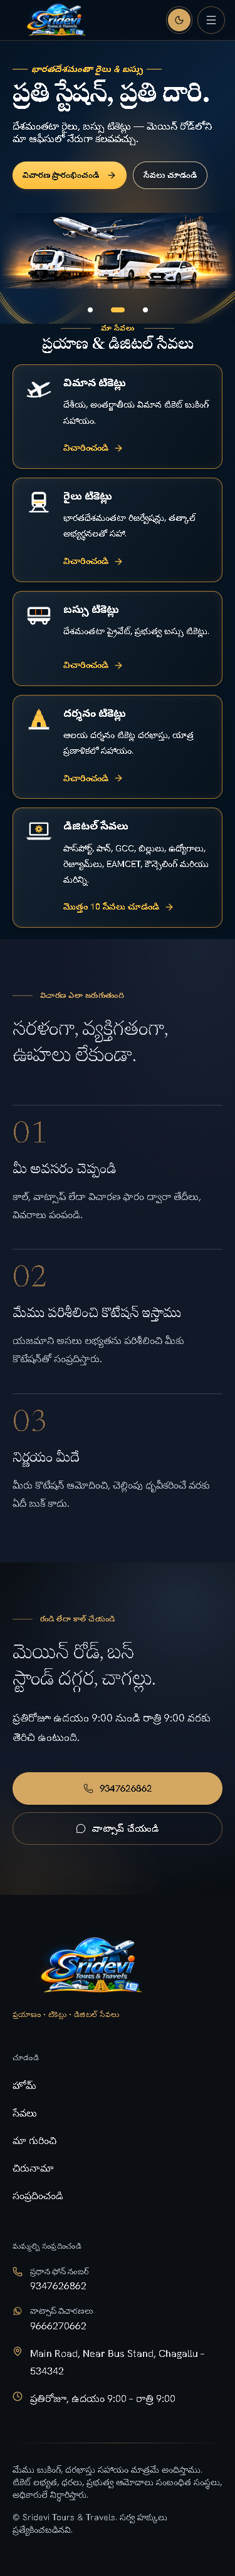 Sridevi
భారతదేశమంతా రైలు & బస్సు
ప్రతి స్టేషన్, ప్రతి దారి.
దేశమంతటా రైలు, బస్సు టికెట్లు — మెయిన్ రోడ్‌లోని
మా ఆఫీసులో నేరుగా కలవవచ్చు.
విచారణ ప్రారంభించండి
సేవలు చూడండి
మా సేవలు
ప్రయాణ & డిజిటల్ సేవలు
విమాన టికెట్లు
దేశీయ, అంతర్జాతీయ విమాన టికెట్ బుకింగ్
సహాయం.
విచారించండి
రైలు టికెట్లు
భారతదేశమంతటా రిజర్వేషన్లు, తత్కాల్
అభ్యర్థనలతో సహా.
విచారించండి
బస్సు టికెట్లు
దేశమంతటా ప్రైవేట్, ప్రభుత్వ బస్సు టికెట్లు.
విచారించండి
దర్శనం టికెట్లు
ఆలయ దర్శనం టికెట్ల దరఖాస్తు, యాత్ర
ప్రణాళికలో సహాయం.
విచారించండి
డిజిటల్ సేవలు
పాస్‌పోర్ట్, పాన్, GCC, బిల్లులు, ఉద్యోగాలు,
రెజ్యూమ్‌లు, EAMCET, కౌన్సెలింగ్ మరియు
మరిన్ని.
సేవలు చూడండి
విచారణ ఎలా జరుగుతుంది
సరళంగా, వ్యక్తిగతంగా,
ఊహలు లేకుండా.
01
మీ అవసరం చెప్పండి
కాల్, వాట్సాప్ లేదా విచారణ ఫారం ద్వారా తేదీలు,
వివరాలు పంపండి.
02
మేము పరిశీలించి కొటేషన్ ఇస్తాము
యజమాని అసలు లభ్యతను పరిశీలించి మీకు
కొటేషన్‌తో సంప్రదిస్తారు.
03
నిర్ణయం మీదే
మీరు కొటేషన్ ఆమోదించి, చెల్లింపు ధృవీకరించే వరకు
ఏదీ బుక్ కాదు.
రండి లేదా కాల్ చేయండి
మెయిన్ రోడ్, బస్
స్టాండ్ దగ్గర, చాగల్లు.
ప్రతిరోజూ ఉదయం 9:00 నుండి రాత్రి 9:00 వరకు
తెరిచి ఉంటుంది.
9347626862
వాట్సాప్ చేయండి
Sridevi
Tours & Travels
ప్రయాణం · టికెట్లు · డిజిటల్ సేవలు
చూడండి
హోమ్
సేవలు
మా గురించి
చిరునామా
సంప్రదించండి
మమ్మల్ని సంప్రదించండి
ప్రధాన ఫోన్ నంబర్
9347626862
వాట్సాప్ విచారణలు
9666270662
Main Road, Near Bus Stand, Chagallu –
534342
ప్రతిరోజూ, ఉదయం 9:00 – రాత్రి 9:00
మేము బుకింగ్, దరఖాస్తు సహాయం మాత్రమే అందిస్తాము.
టికెట్ లభ్యత, ధరలు, ప్రభుత్వ ఆమోదాలు సంబంధిత సంస్థలు,
అధికారులే నిర్ధారిస్తారు.
© Sridevi Tours & Travels. సర్వ హక్కులు
ప్రత్యేకించబడినవి.